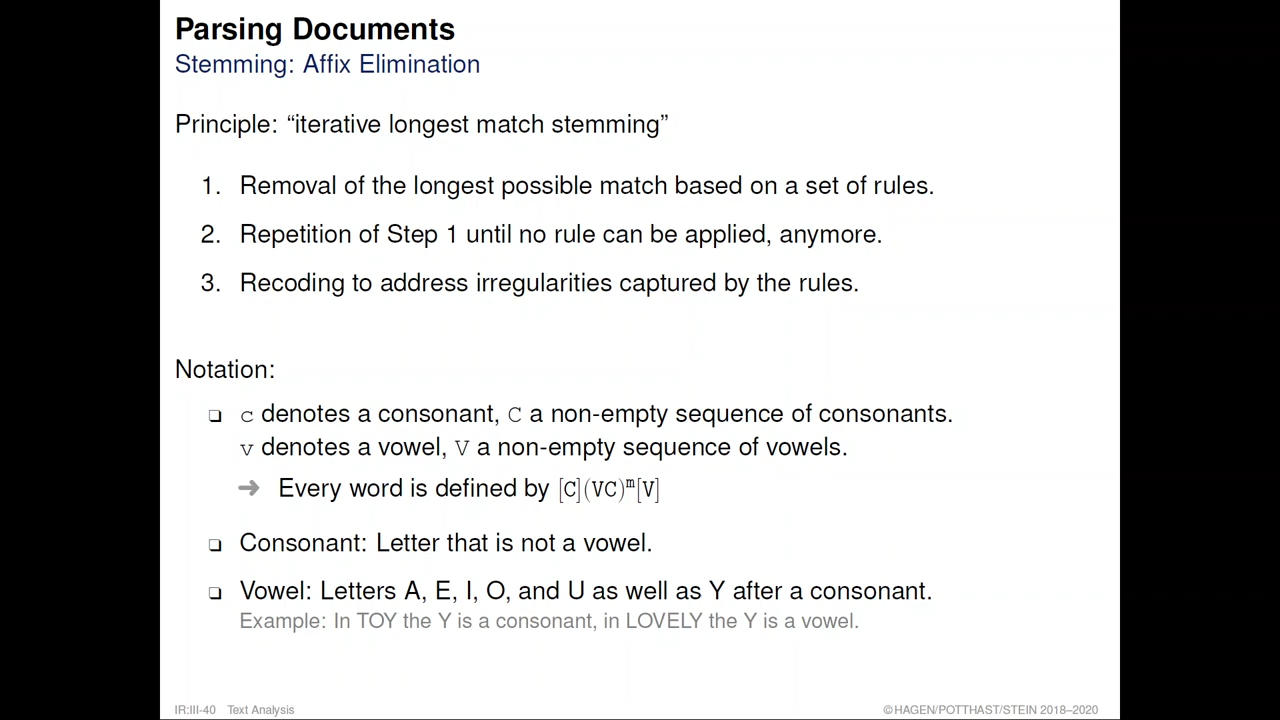 Parsing Documents
Stemming: Affix Elimination
Principle: “iterative longest match stemming”
1. Removal of the longest possible match based on a set of rules.
2. Repetition of Step 1 until no rule can be applied, anymore.
3. Recoding to address irregularities captured by the rules.
Notation:
❑ c denotes a consonant, C a non-empty sequence of consonants.
v denotes a vowel, V a non-empty sequence of vowels.
➜ Every word is defined by [C](VC)ᵐ[V]
❑ Consonant: Letter that is not a vowel.
❑ Vowel: Letters A, E, I, O, and U as well as Y after a consonant.
Example: In TOY the Y is a consonant, in LOVELY the Y is a vowel.
IR:III-40 Text Analysis
©HAGEN/POTTHAST/STEIN 2018–2020